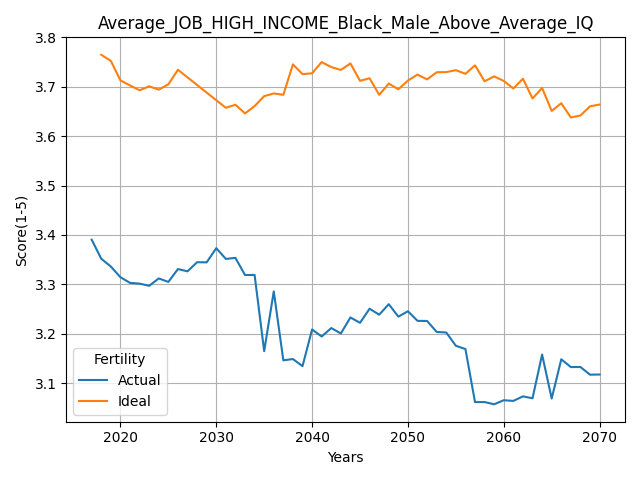 Average_JOB_HIGH_INCOME_Black_Male_Above_Average_IQ
3.8
3.7
3.6
3.5
3.4
3.3
3.2
3.1
Score(1-5)
Fertility
Actual
Ideal
2020 2030 2040 2050 2060 2070
Years